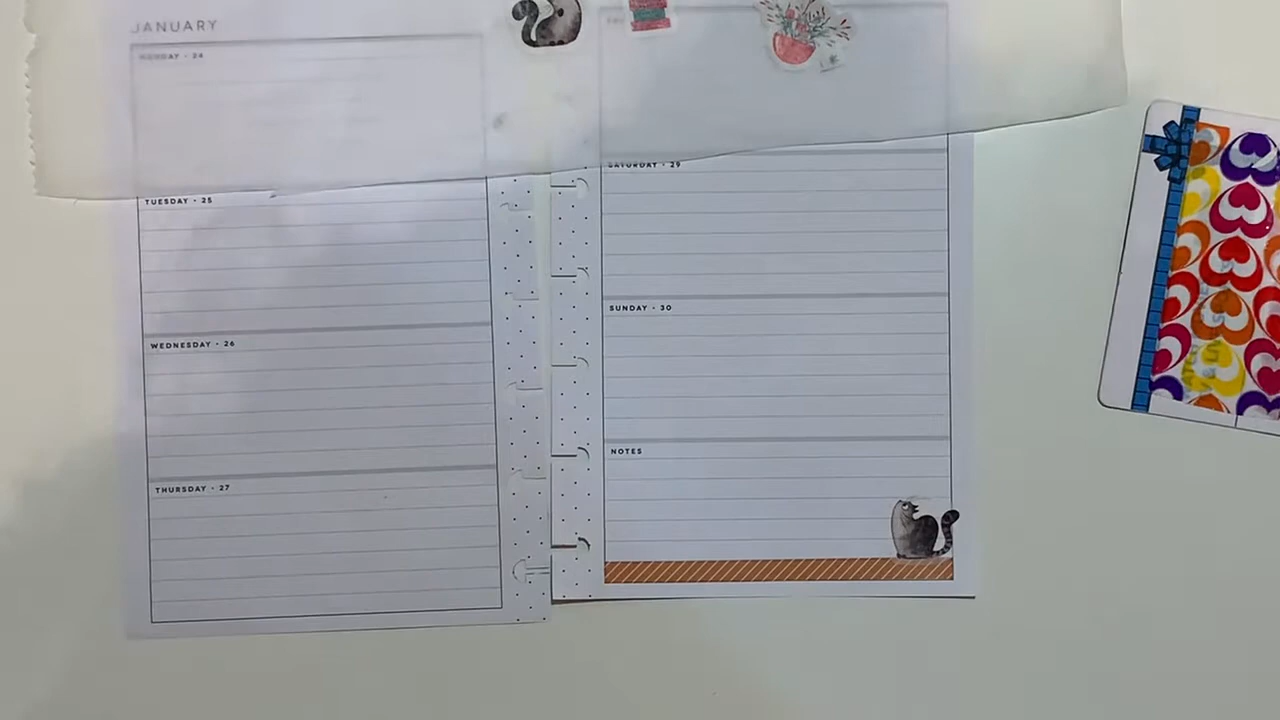 JANUARY
MONDAY • 24
TUESDAY • 25
WEDNESDAY • 26
THURSDAY • 27
SATURDAY • 29
SUNDAY • 30
NOTES